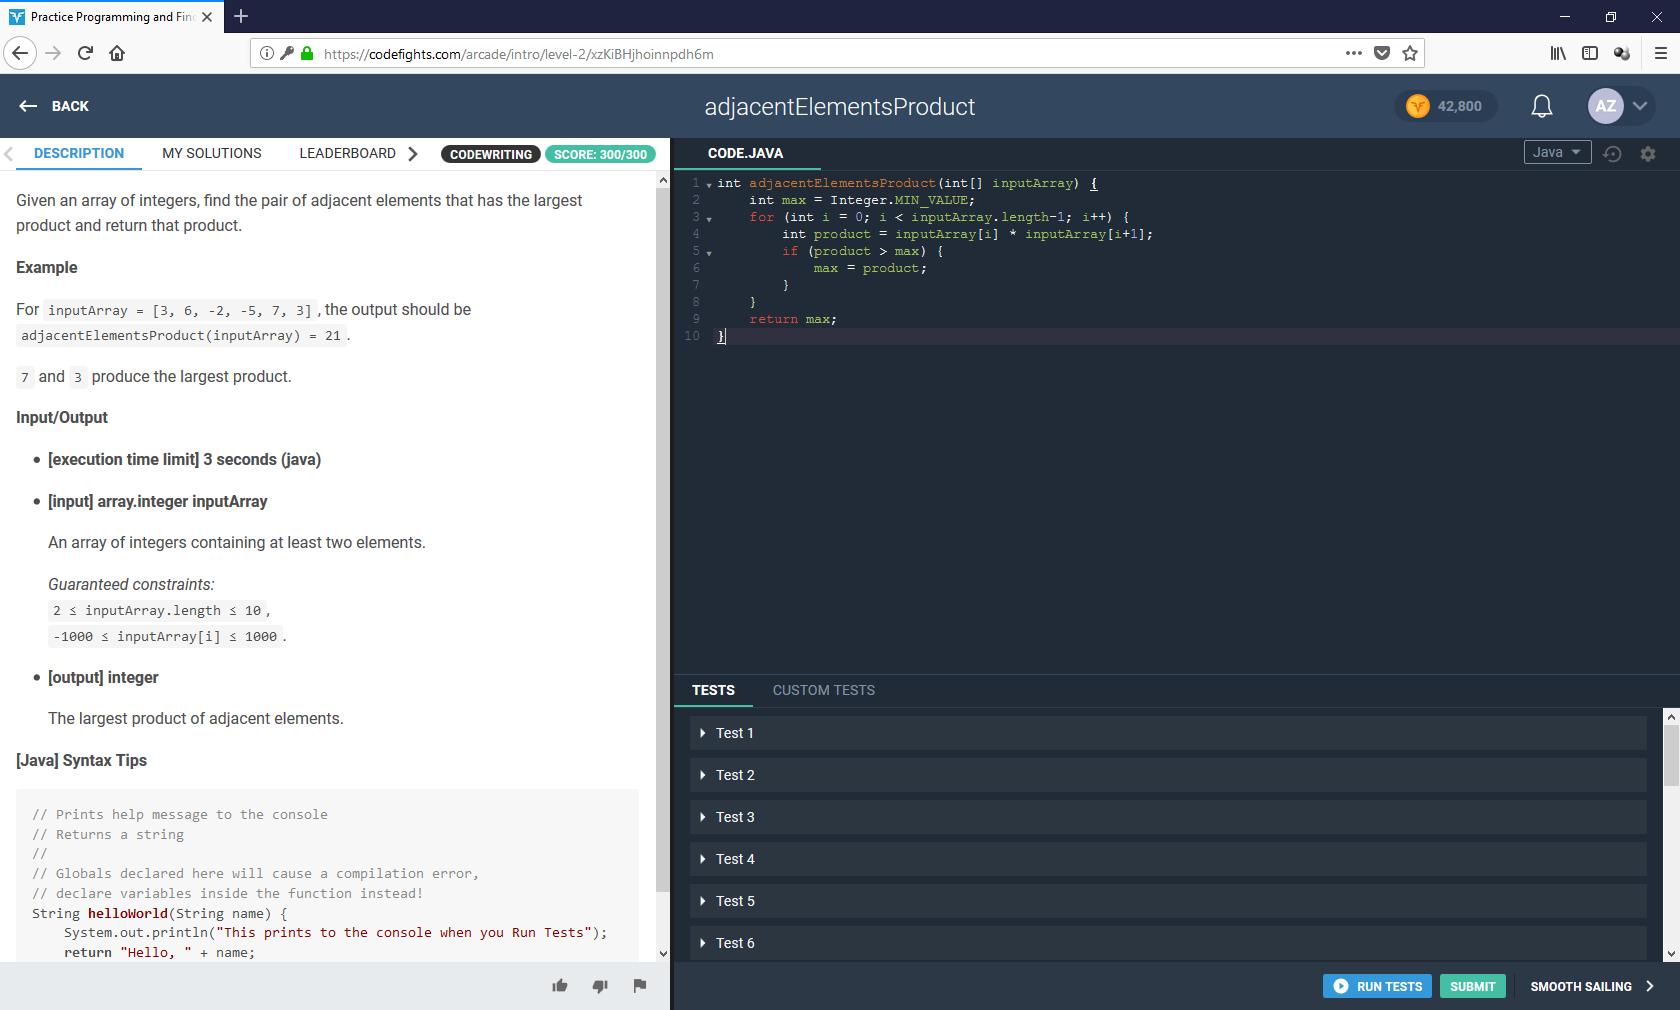 Practice Programming and Fin
https://codefights.com/arcade/intro/level-2/xzKiBHjhoinnpdh6m
BACK
adjacentElementsProduct
42,800
AZ
DESCRIPTION
MY SOLUTIONS
LEADERBOARD
CODEWRITING
SCORE: 300/300
Given an array of integers, find the pair of adjacent elements that has the largest
product and return that product.
Example
For inputArray = [3, 6, -2, -5, 7, 3], the output should be
adjacentElementsProduct(inputArray) = 21.
7 and 3 produce the largest product.
Input/Output
• [execution time limit] 3 seconds (java)
• [input] array.integer inputArray
An array of integers containing at least two elements.
Guaranteed constraints:
2 ≤ inputArray.length ≤ 10,
-1000 ≤ inputArray[i] ≤ 1000.
• [output] integer
The largest product of adjacent elements.
[Java] Syntax Tips
// Prints help message to the console
// Returns a string
//
// Globals declared here will cause a compilation error,
// declare variables inside the function instead!
String helloWorld(String name) {
    System.out.println("This prints to the console when you Run Tests");
    return "Hello, " + name;
CODE.JAVA
Java
1 int adjacentElementsProduct(int[] inputArray) {
2     int max = Integer.MIN_VALUE;
3     for (int i = 0; i < inputArray.length-1; i++) {
4         int product = inputArray[i] * inputArray[i+1];
5         if (product > max) {
6             max = product;
7         }
8     }
9     return max;
10 }
TESTS
CUSTOM TESTS
Test 1
Test 2
Test 3
Test 4
Test 5
Test 6
RUN TESTS
SUBMIT
SMOOTH SAILING